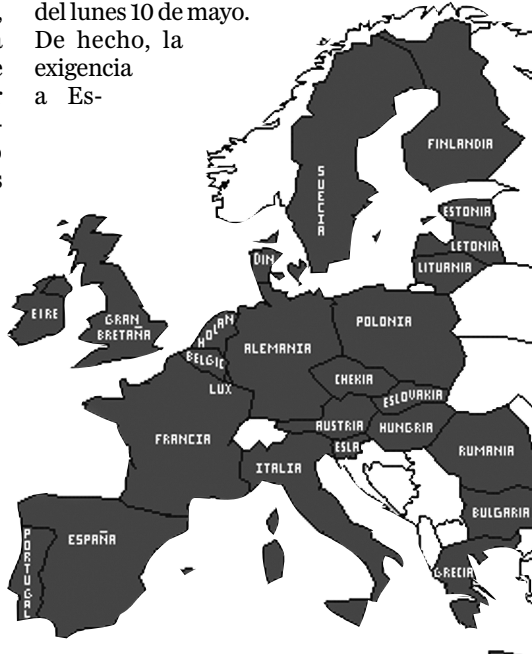 del lunes 10 de mayo.
De hecho, la
exigencia
a Es-
FINLANDIA
SUECIA
ESTONIA
LETONIA
LITUANIA
DIN
EIRE
GRAN
BRETAÑA
HOLAN
BELGIC
LUX
ALEMANIA
POLONIA
CHEKIA
ESLOVAKIA
AUSTRIA
HUNGRIA
ESLA
FRANCIA
ITALIA
RUMANIA
BULGARIA
GRECIA
ESPAÑA
PORTUGAL